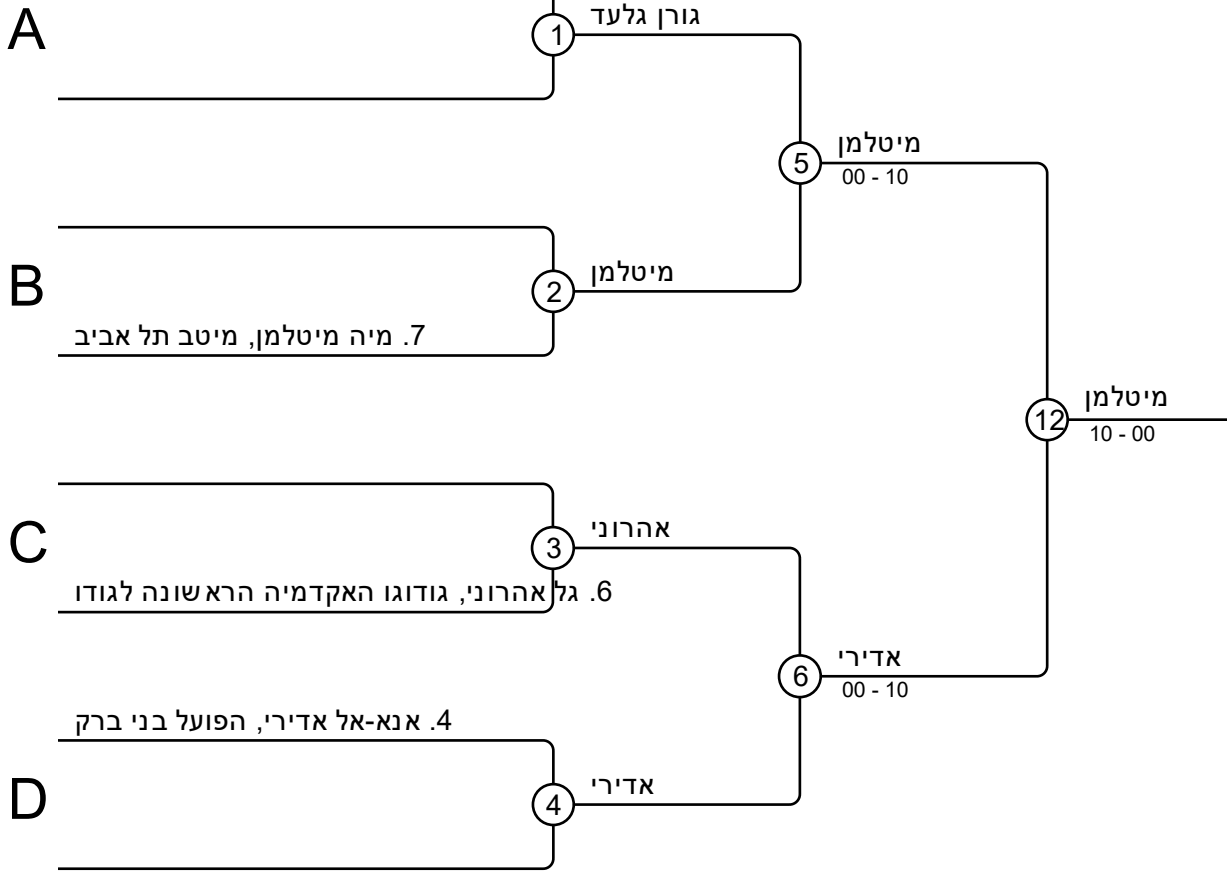 A
1
גורן גלעד
5
מיטלמן
00 - 10
B
2
מיטלמן
7. מיה מיטלמן, מיטב תל אביב
12
מיטלמן
10 - 00
C
3
אהרוני
6. גל אהרוני, גודוגו האקדמיה הראשונה לגודו
6
אדירי
00 - 10
4. אנא-אל אדירי, הפועל בני ברק
D
4
אדירי